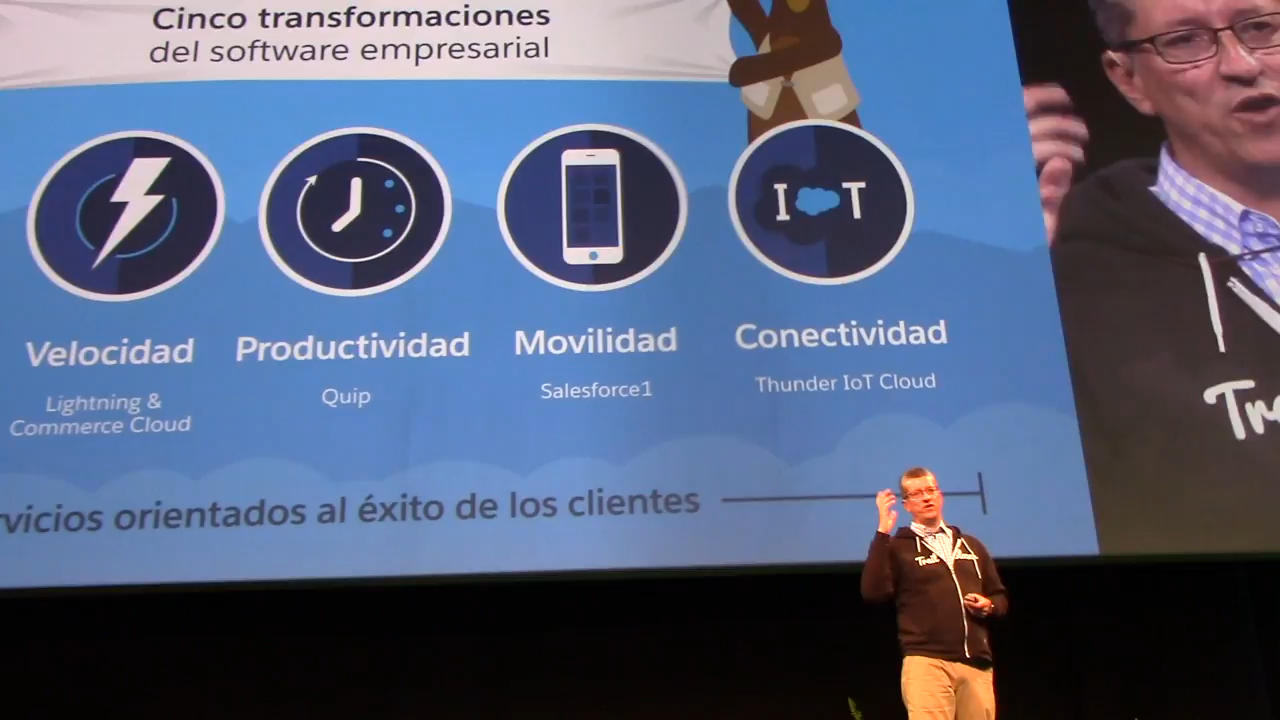 Cinco transformaciones
del software empresarial
I T
Velocidad
Productividad
Movilidad
Conectividad
Lightning &
Commerce Cloud
Quip
Salesforce1
Thunder IoT Cloud
orientados al éxito de los clientes